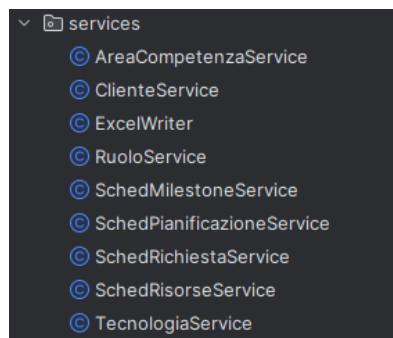 services
AreaCompetenzaService
ClienteService
ExcelWriter
RuoloService
SchedMilestoneService
SchedPianificazioneService
SchedRichiestaService
SchedRisorseService
TecnologiaService